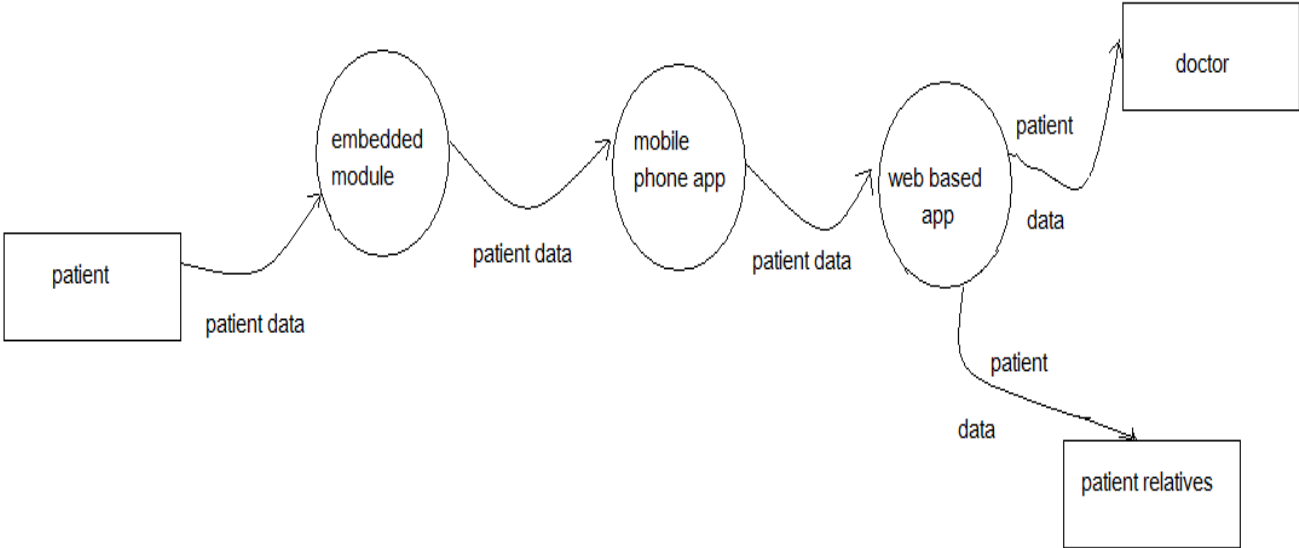 patient
patient data
embedded
module
patient data
mobile
phone app
patient data
web based
app
patient
data
doctor
patient
data
patient relatives